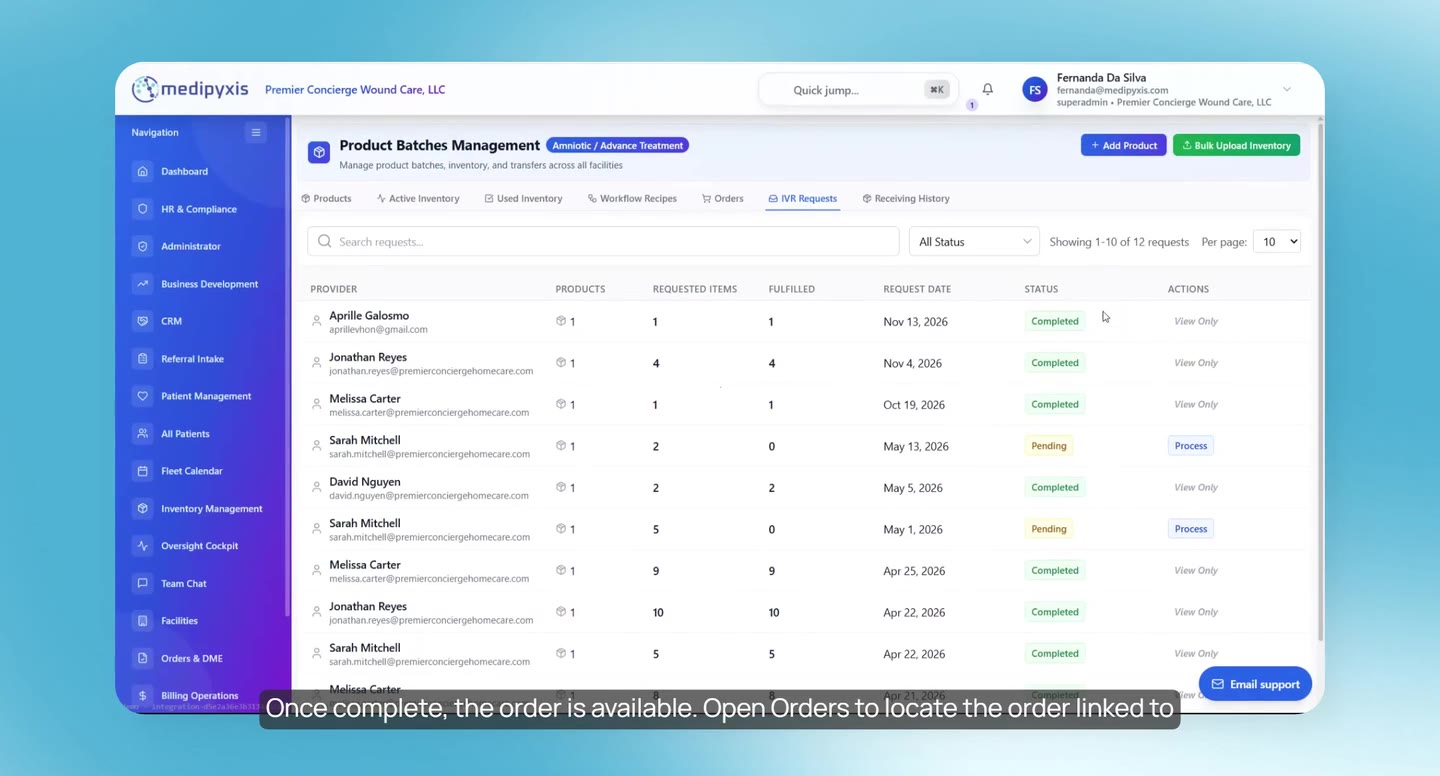 medipyxis
Premier Concierge Wound Care, LLC
Quick jump...
⌘K
1
FS
Fernanda Da Silva
fernanda@medipyxis.com
superadmin • Premier Concierge Wound Care, LLC
Navigation
Dashboard
HR & Compliance
Administrator
Business Development
CRM
Referral Intake
Patient Management
All Patients
Fleet Calendar
Inventory Management
Oversight Cockpit
Team Chat
Facilities
Orders & DME
Billing Operations
Product Batches Management
Amniotic / Advance Treatment
Manage product batches, inventory, and transfers across all facilities
+ Add Product
Bulk Upload Inventory
Products Active Inventory Used Inventory Workflow Recipes Orders IVR Requests Receiving History
Search requests...
All Status
Showing 1-10 of 12 requests
Per page: 10
PROVIDER PRODUCTS REQUESTED ITEMS FULFILLED REQUEST DATE STATUS ACTIONS
Aprille Galosmo 1 1 1 Nov 13, 2026 Completed View Only
aprillevhon@gmail.com
Jonathan Reyes 1 4 4 Nov 4, 2026 Completed View Only
jonathan.reyes@premierconciergehomecare.com
Melissa Carter 1 1 1 Oct 19, 2026 Completed View Only
melissa.carter@premierconciergehomecare.com
Sarah Mitchell 1 2 0 May 13, 2026 Pending Process
sarah.mitchell@premierconciergehomecare.com
David Nguyen 1 2 2 May 5, 2026 Completed View Only
david.nguyen@premierconciergehomecare.com
Sarah Mitchell 1 5 0 May 1, 2026 Pending Process
sarah.mitchell@premierconciergehomecare.com
Melissa Carter 1 9 9 Apr 25, 2026 Completed View Only
melissa.carter@premierconciergehomecare.com
Jonathan Reyes 1 10 10 Apr 22, 2026 Completed View Only
jonathan.reyes@premierconciergehomecare.com
Sarah Mitchell 1 5 5 Apr 22, 2026 Completed View Only
sarah.mitchell@premierconciergehomecare.com
Melissa Carter 8 8 Apr 21, 2026 Completed
Email support
Once complete, the order is available. Open Orders to locate the order linked to